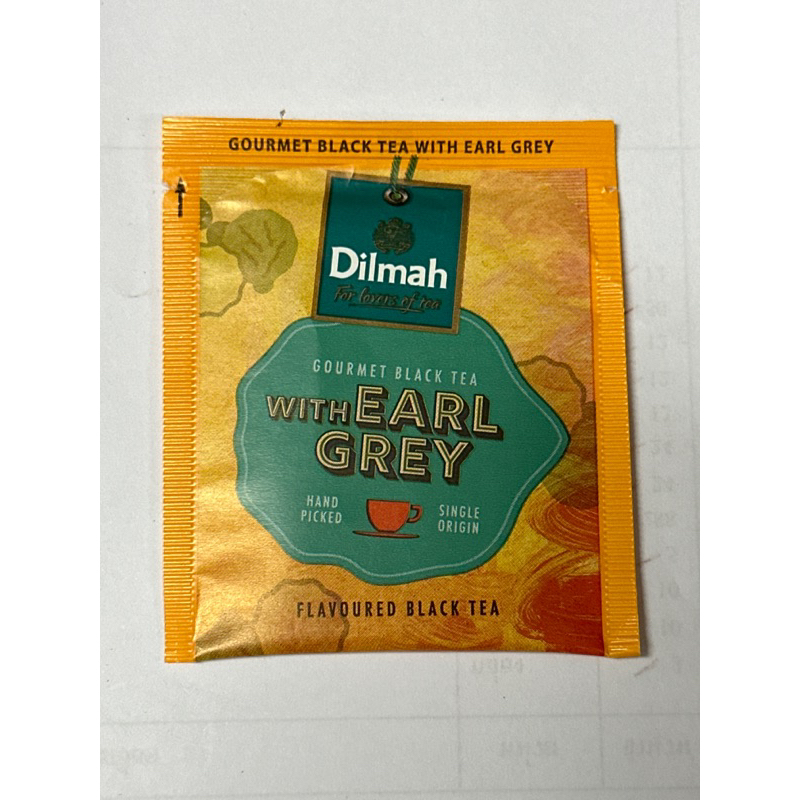 GOURMET BLACK TEA WITH EARL GREY
Dilmah
For lovers of tea
GOURMET BLACK TEA
WITH EARL
GREY
HAND
PICKED
SINGLE
ORIGIN
FLAVOURED BLACK TEA